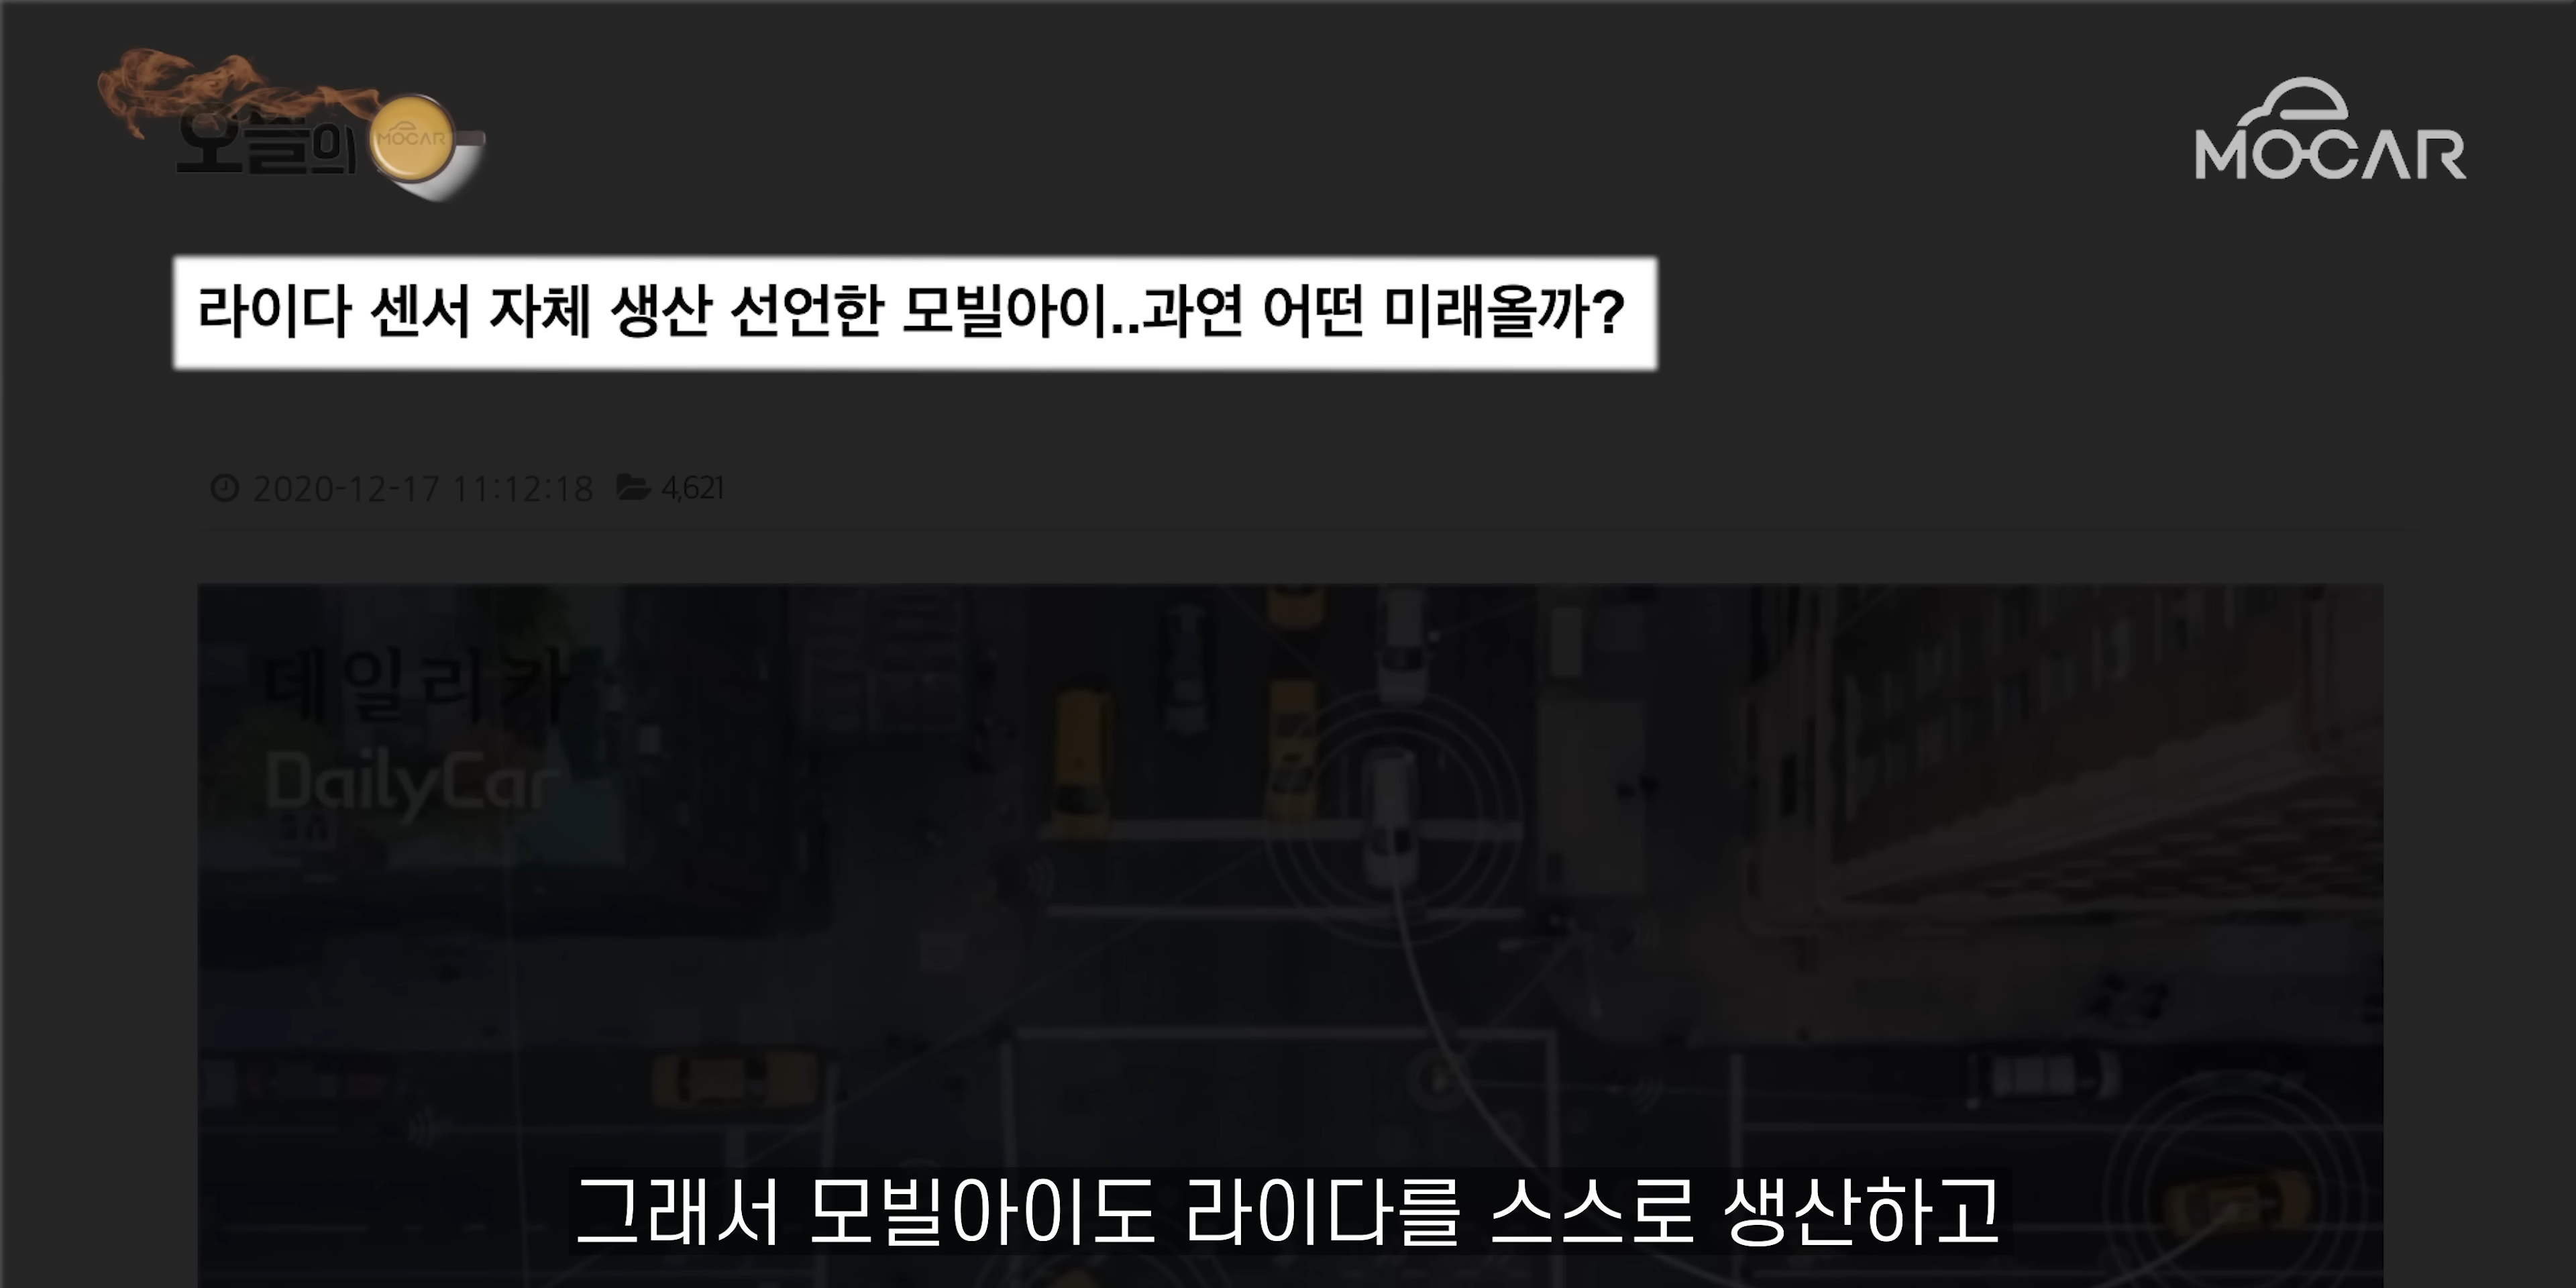 오늘의
MOCAR
MOCAR
라이다 센서 자체 생산 선언한 모빌아이..과연 어떤 미래올까?
2020-12-17 11:12:18 4,621
데일리카
DailyCar
그래서 모빌아이도 라이다를 스스로 생산하고